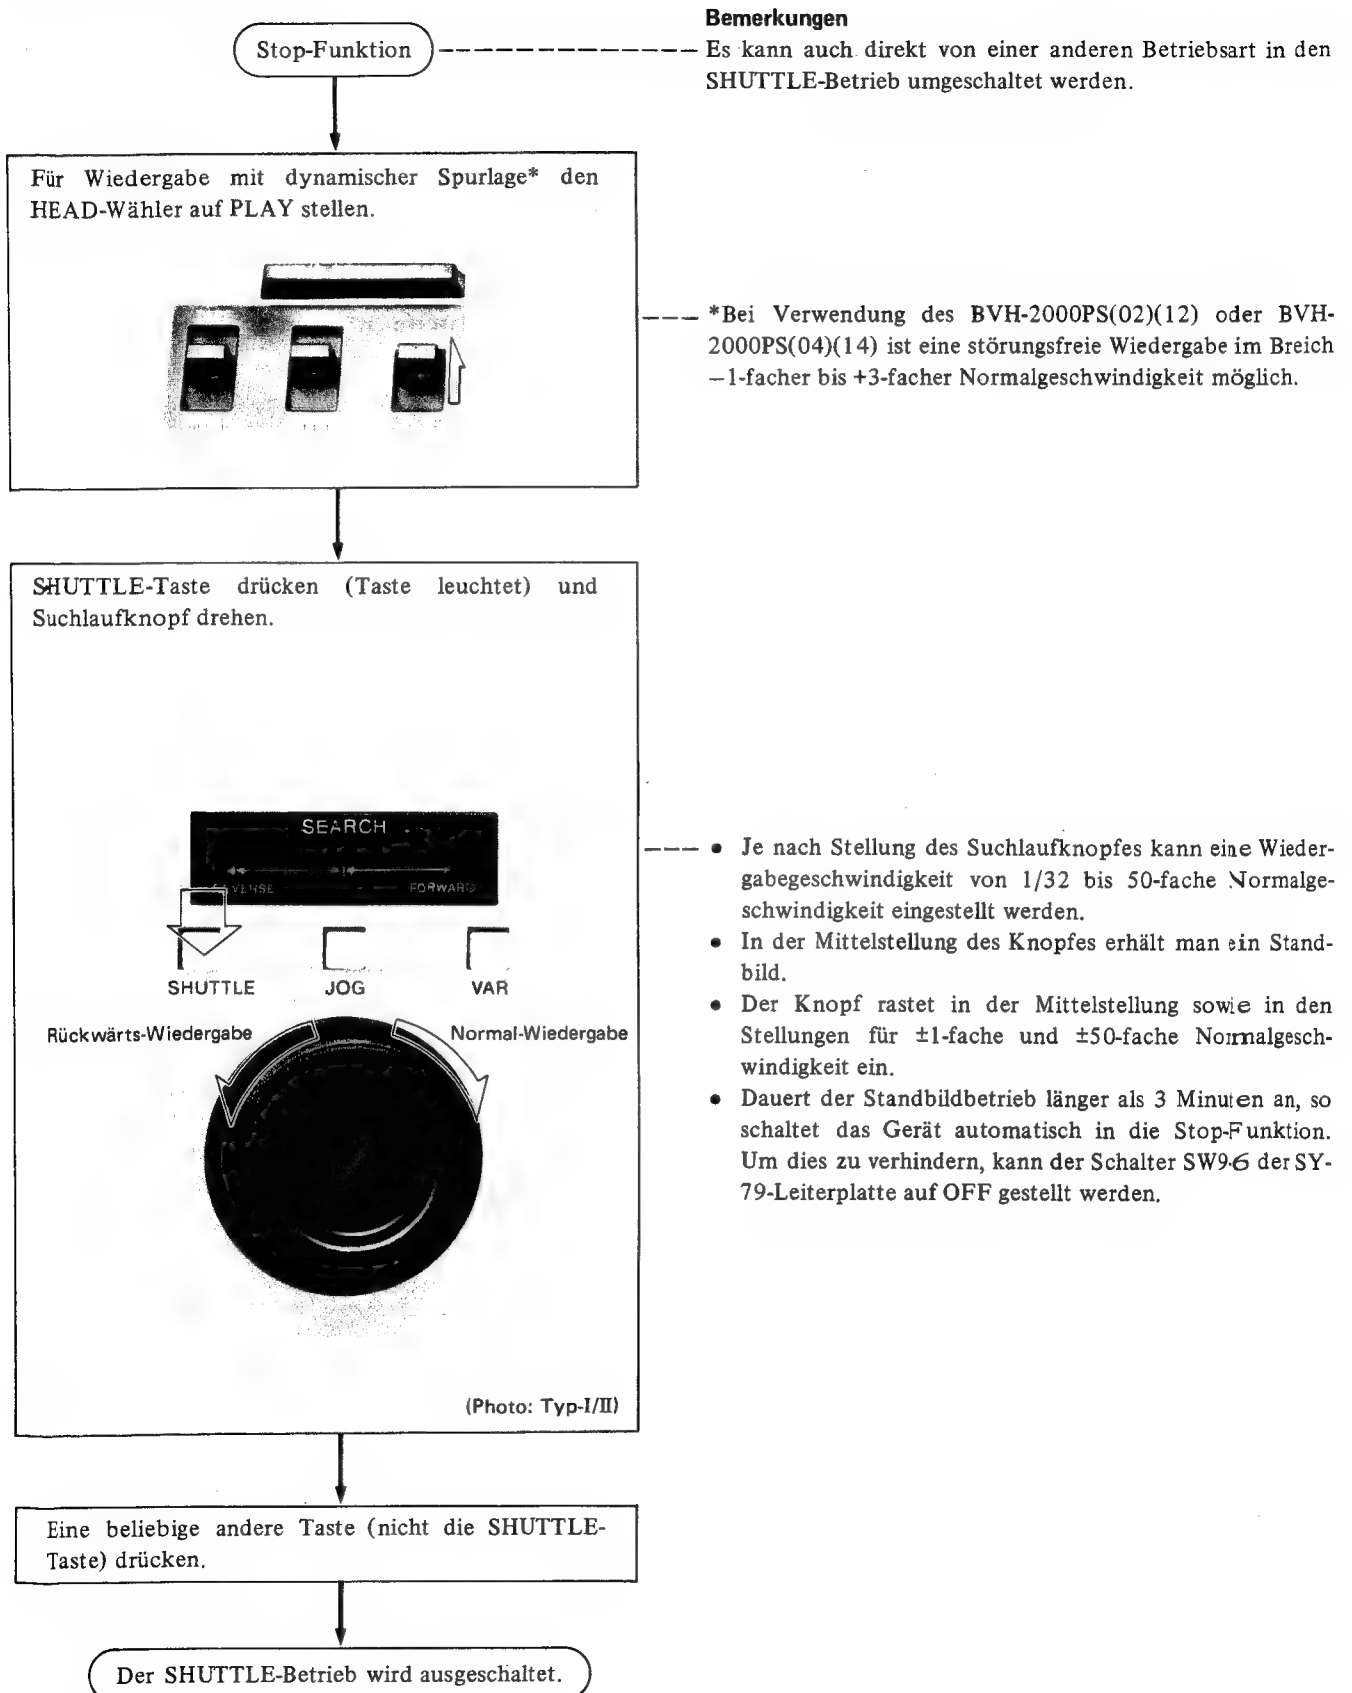 Bemerkungen
Stop-Funktion
Es kann auch direkt von einer anderen Betriebsart in den
SHUTTLE-Betrieb umgeschaltet werden.
Für Wiedergabe mit dynamischer Spurlage* den
HEAD-Wähler auf PLAY stellen.
*Bei Verwendung des BVH-2000PS(02)(12) oder BVH-
2000PS(04)(14) ist eine störungsfreie Wiedergabe im Breich
−1-facher bis +3-facher Normalgeschwindigkeit möglich.
SHUTTLE-Taste drücken (Taste leuchtet) und
Suchlaufknopf drehen.
SEARCH
FORWARD
SHUTTLE JOG VAR
Rückwärts-Wiedergabe Normal-Wiedergabe
(Photo: Typ-I/II)
• Je nach Stellung des Suchlaufknopfes kann eine Wieder-
gabegeschwindigkeit von 1/32 bis 50-fache Normalge-
schwindigkeit eingestellt werden.
• In der Mittelstellung des Knopfes erhält man ein Stand-
bild.
• Der Knopf rastet in der Mittelstellung sowie in den
Stellungen für ±1-fache und ±50-fache Normalgesch-
windigkeit ein.
• Dauert der Standbildbetrieb länger als 3 Minuten an, so
schaltet das Gerät automatisch in die Stop-Funktion.
Um dies zu verhindern, kann der Schalter SW9-6 der SY-
79-Leiterplatte auf OFF gestellt werden.
Eine beliebige andere Taste (nicht die SHUTTLE-
Taste) drücken.
Der SHUTTLE-Betrieb wird ausgeschaltet.